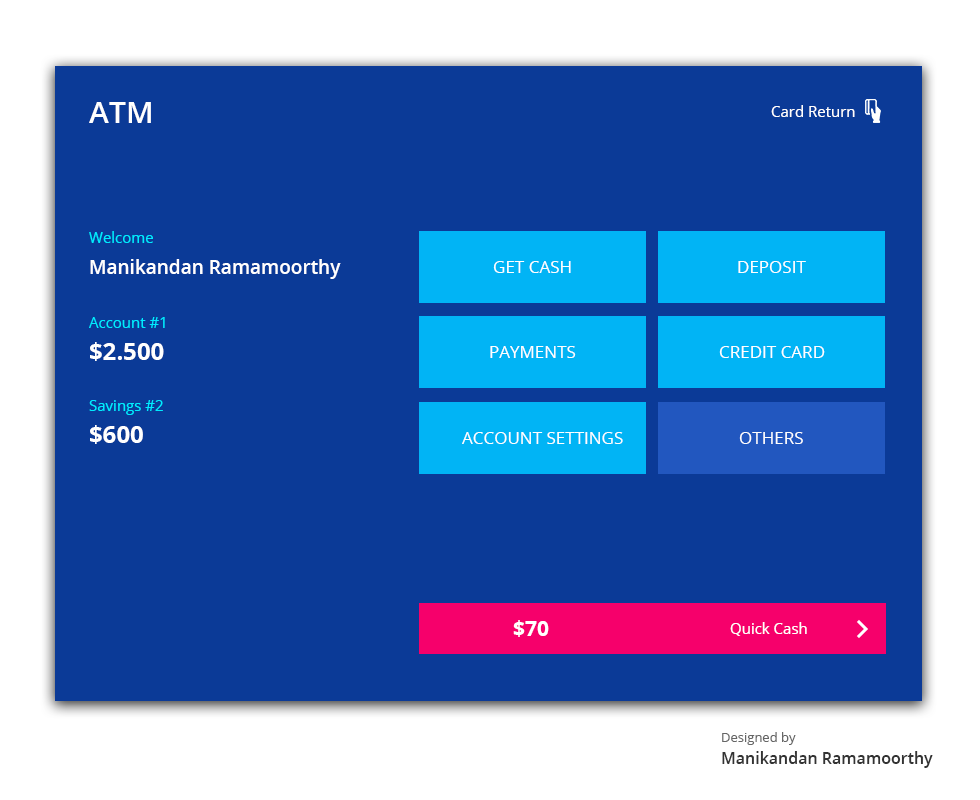 ATM
Card Return
Welcome
Manikandan Ramamoorthy
Account #1
$2.500
Savings #2
$600
GET CASH
DEPOSIT
PAYMENTS
CREDIT CARD
ACCOUNT SETTINGS
OTHERS
$70
Quick Cash
Designed by
Manikandan Ramamoorthy